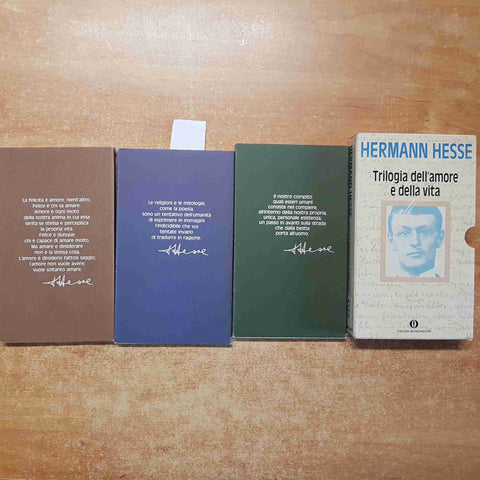 La felicità è amore, nient'altro.
Felice è chi sa amare.
Amore è ogni moto
della nostra anima in cui essa
senta se stessa e percepisca
la propria vita.
Felice è dunque
chi è capace di amare molto.
Ma amare e desiderare
non è la stessa cosa.
L'amore è desiderio fattosi saggio;
l'amore non vuole avere,
vuole soltanto amare.
HHesse
Le religioni e le mitologie,
come la poesia,
sono un tentativo dell'umanità
di esprimere in immagini
l'indicibile che voi
tentate invano
di tradurre in ragione.
HHesse
Il nostro compito
quali esseri umani
consiste nel compiere,
all'interno della nostra propria,
unica, personale esistenza,
un passo in avanti sulla strada
che dalla bestia
porta all'uomo.
HHesse
HERMANN HESSE
Trilogia dell'amore
e della vita
OSCAR MONDADORI
HERMANN HESSE